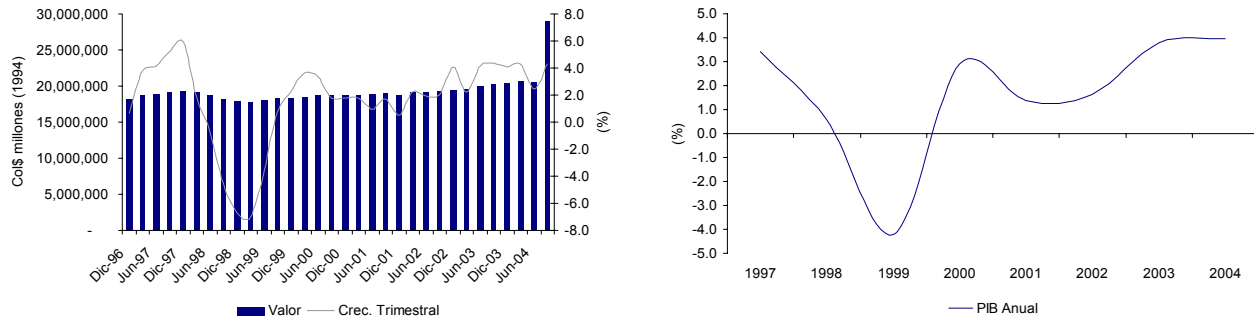 30,000,000
25,000,000
20,000,000
15,000,000
10,000,000
5,000,000
-
Col$ millones (1994)
8.0
6.0
4.0
2.0
0.0
-2.0
-4.0
-6.0
-8.0
(%)
Dic-96
Jun-97
Dic-97
Jun-98
Dic-98
Jun-99
Dic-99
Jun-00
Dic-00
Jun-01
Dic-01
Jun-02
Dic-02
Jun-03
Dic-03
Jun-04
Valor
Crec. Trimestral
5.0
4.0
3.0
2.0
1.0
0.0
-1.0
-2.0
-3.0
-4.0
-5.0
(%)
1997 1998 1999 2000 2001 2002 2003 2004
PIB Anual